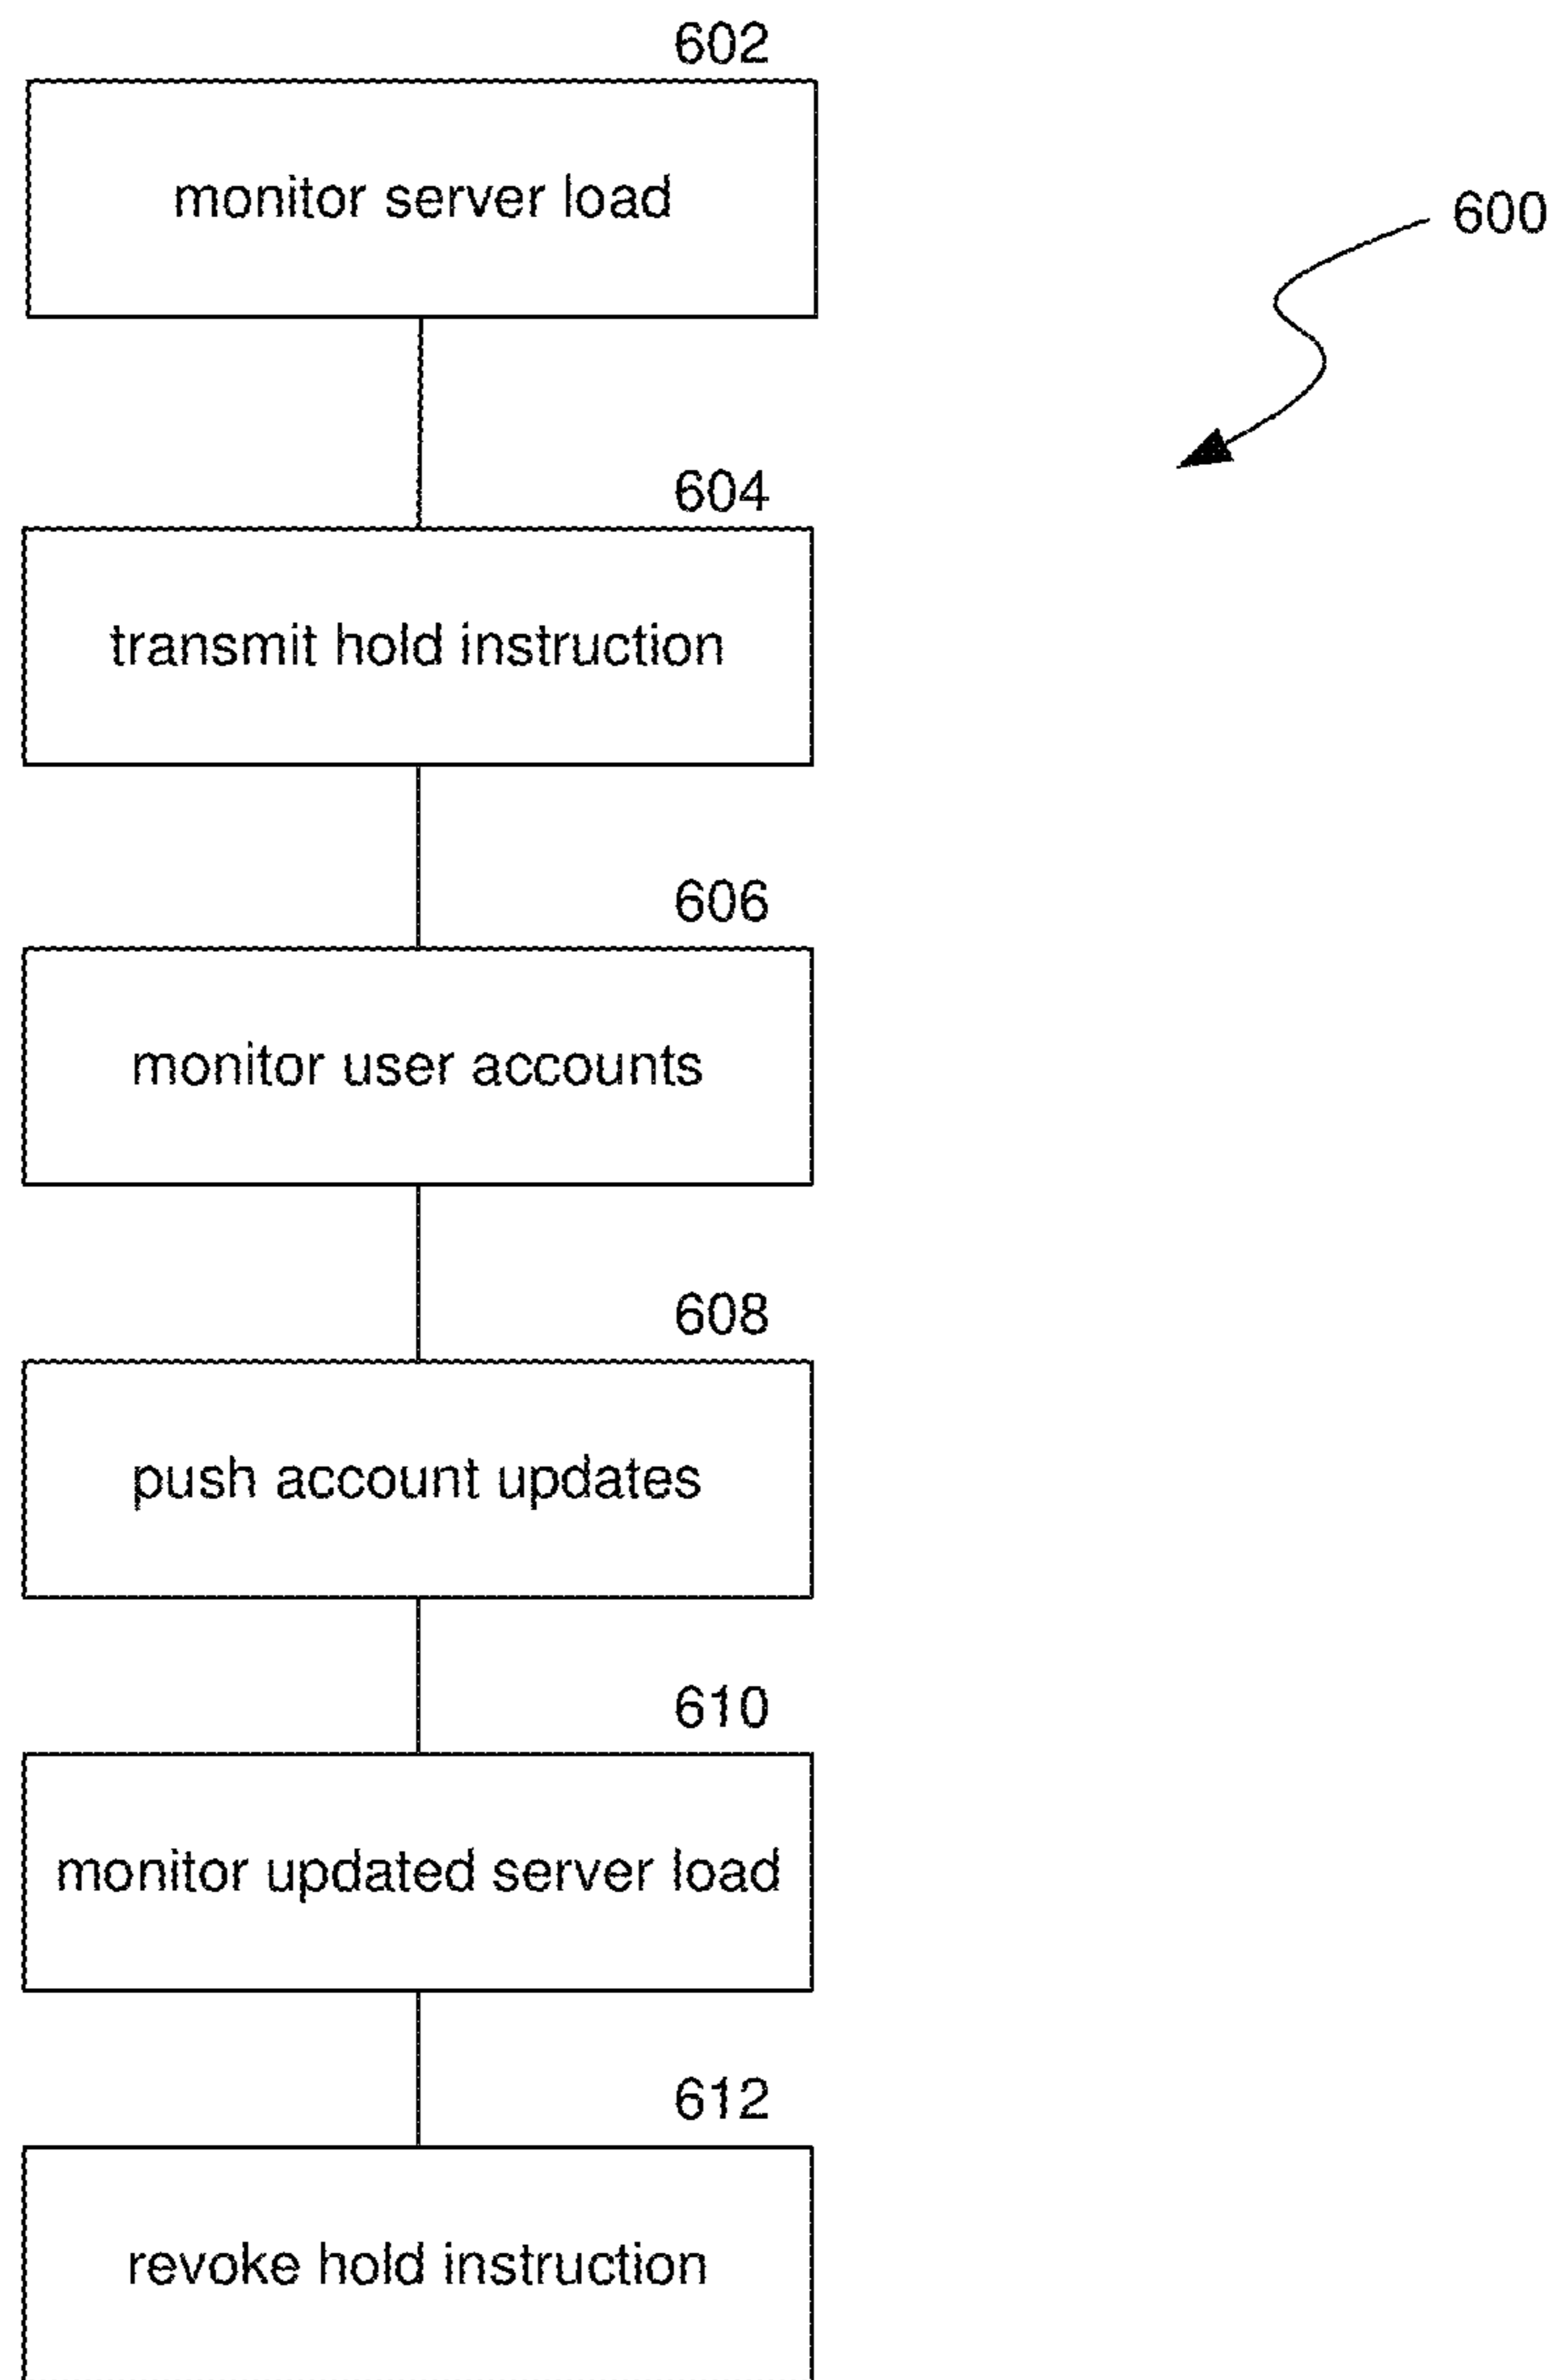 602
monitor server load
600
604
transmit hold instruction
606
monitor user accounts
608
push account updates
610
monitor updated server load
612
revoke hold instruction